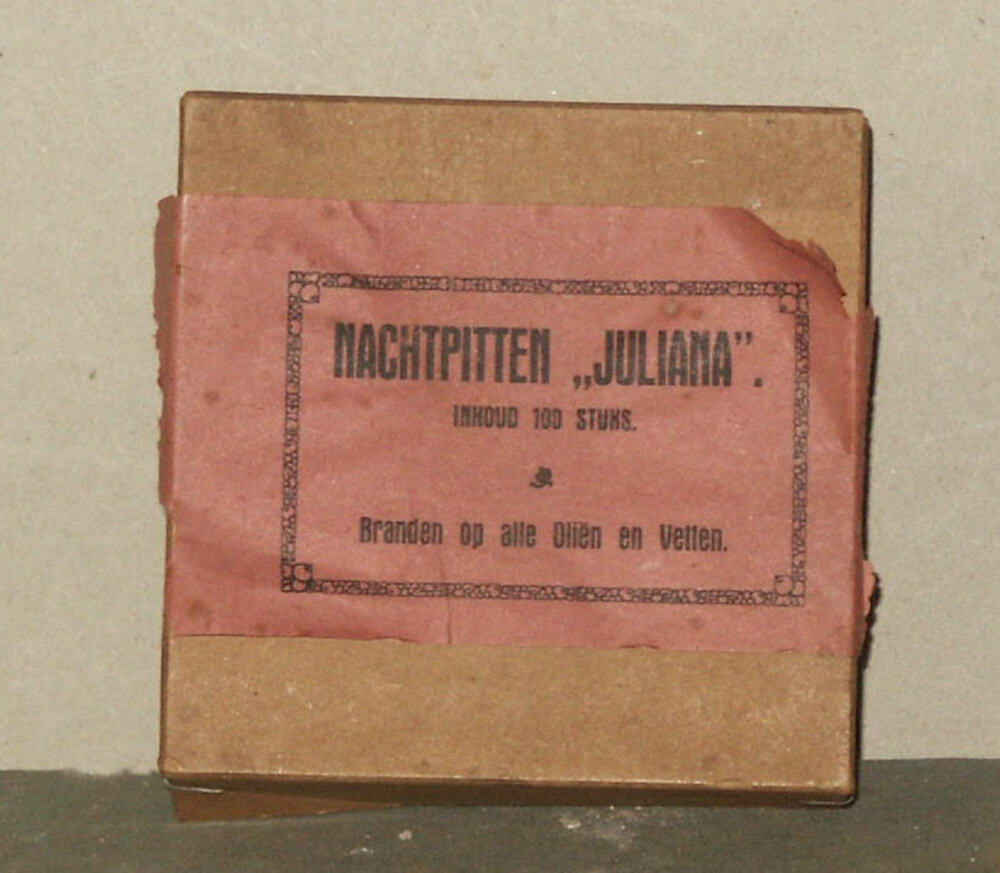 NACHTPITTEN „JULIANA”.
INHOUD 100 STUKS.
Branden op alle Oliën en Vetten.